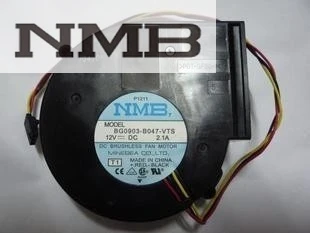 NMB
P1211
NMB
MODEL
BG0903-B047-VTS
12V DC 2.1A
DC BRUSHLESS FAN MOTOR
MINEBEA CO.,LTD.
MADE IN CHINA
+:RED,-:BLACK